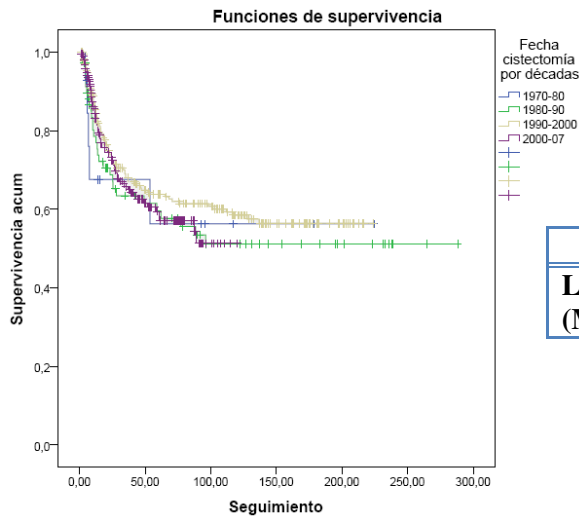 Funciones de supervivencia
1,0
0,8
0,6
0,4
0,2
0,0
Supervivencia acum
0,00
50,00
100,00
150,00
200,00
250,00
300,00
Seguimiento
Fecha
cistectomía
por décadas
1970-80
1980-90
1990-2000
2000-07
L
(M